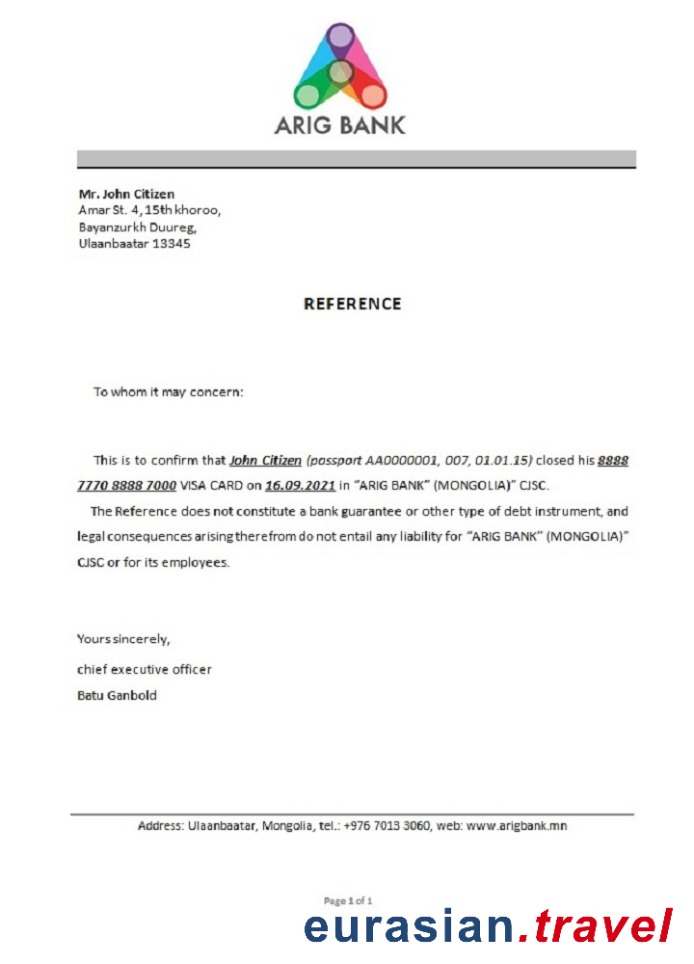 ARIG BANK
Mr. John Citizen
Amar St. 4, 15th khoroo,
Bayanzurkh Duureg,
Ulaanbaatar 13345
REFERENCE
To whom it may concern:
This is to confirm that John Citizen (passport AA0000001, 007, 01.01.15) closed his 8888
7770 8888 7000 VISA CARD on 16.09.2021 in “ARIG BANK” (MONGOLIA)” CJSC.
The Reference does not constitute a bank guarantee or other type of debt instrument, and
legal consequences arising therefrom do not entail any liability for “ARIG BANK” (MONGOLIA)”
CJSC or for its employees.
Yours sincerely,
chief executive officer
Batu Ganbold
Address: Ulaanbaatar, Mongolia, tel.: +976 7013 3060, web: www.arigbank.mn
Page 1 of 1
eurasian.travel